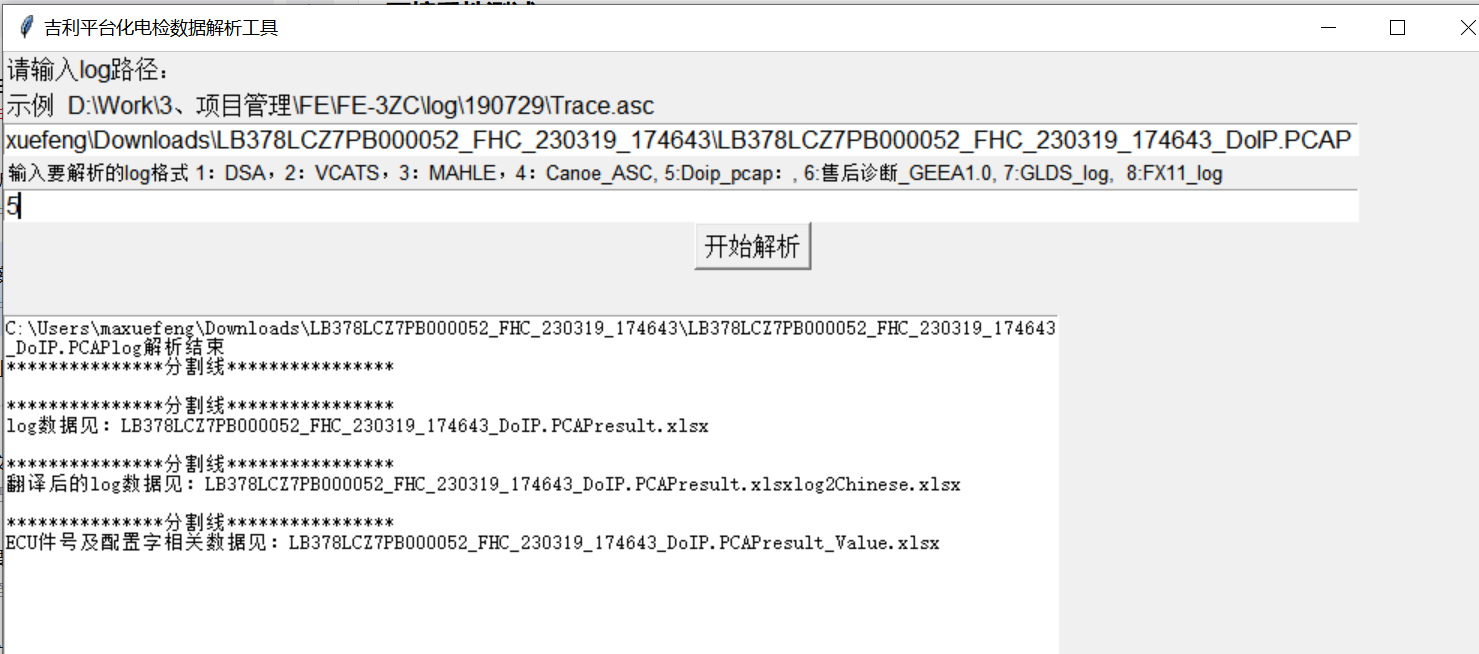 吉利平台化电检数据解析工具
请输入log路径：
示例  D:\Work\3、项目管理\FE\FE-3ZC\log\190729\Trace.asc
xuefeng\Downloads\LB378LCZ7PB000052_FHC_230319_174643\LB378LCZ7PB000052_FHC_230319_174643_DoIP.PCAP
输入要解析的log格式 1：DSA，2：VCATS，3：MAHLE，4：Canoe_ASC, 5:Doip_pcap：, 6:售后诊断_GEEA1.0, 7:GLDS_log,  8:FX11_log
5
开始解析
C:\Users\maxuefeng\Downloads\LB378LCZ7PB000052_FHC_230319_174643\LB378LCZ7PB000052_FHC_230319_174643
_DoIP.PCAPlog解析结束
***************分割线****************
***************分割线****************
log数据见：LB378LCZ7PB000052_FHC_230319_174643_DoIP.PCAPresult.xlsx
***************分割线****************
翻译后的log数据见：LB378LCZ7PB000052_FHC_230319_174643_DoIP.PCAPresult.xlsxlog2Chinese.xlsx
***************分割线****************
ECU件号及配置字相关数据见：LB378LCZ7PB000052_FHC_230319_174643_DoIP.PCAPresult_Value.xlsx